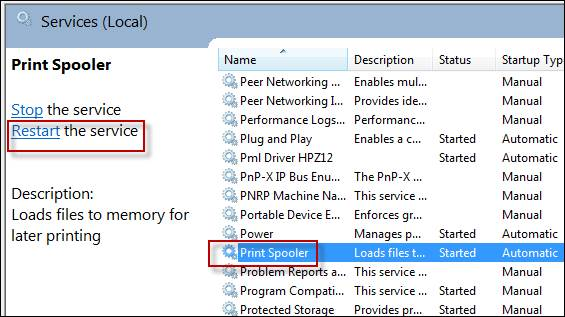 Services (Local)
Print Spooler
Stop the service
Restart the service
Description:
Loads files to memory for
later printing
Name Description Status Startup Typ
Peer Networking ... Enables mul... Manual
Peer Networking I... Provides ide... Manual
Performance Logs... Performance... Manual
Plug and Play Enables a c... Started Automatic
Pml Driver HPZ12 Started Automatic
PnP-X IP Bus Enu... The PnP-X ... Manual
PNRP Machine Na... This service ... Manual
Portable Device E... Enforces gr... Manual
Power Manages p... Started Automatic
Print Spooler Loads files t... Started Automatic
Problem Reports a... This service ... Manual
Program Compati... This service ... Started Manual
Protected Storage Provides pr... Started Manual